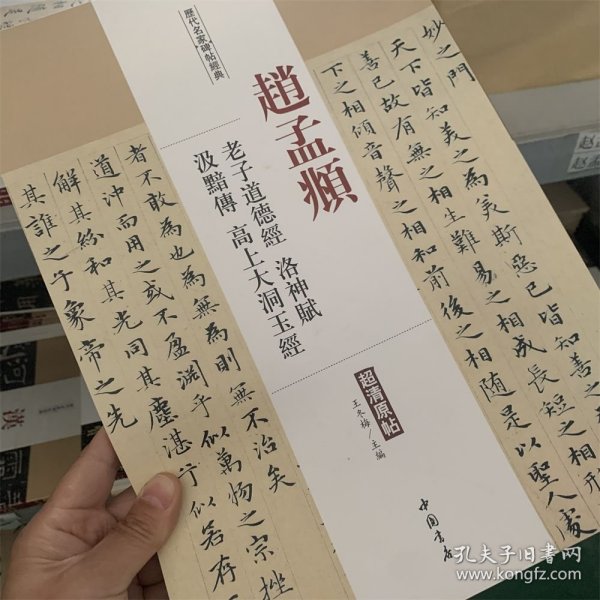 妙之門
天下皆知美之為美斯惡已皆知善之
善已故有無之相生難易之相成長短之相形
下之相傾音聲之相和前後之相隨是以聖人處
歷代名家碑帖經典
趙孟頫
老子道德經 洛神賦
汲黯傳 高上大洞玉經
超清原帖
王冬梅/主編
中国书店
者不敢為也為無為則無不治矣
道沖而用之或不盈淵乎似萬物之宗挫
解其紛和其光同其塵湛兮似若存
其誰之子象帝之先
孔夫子旧书网
www.kongfz.com